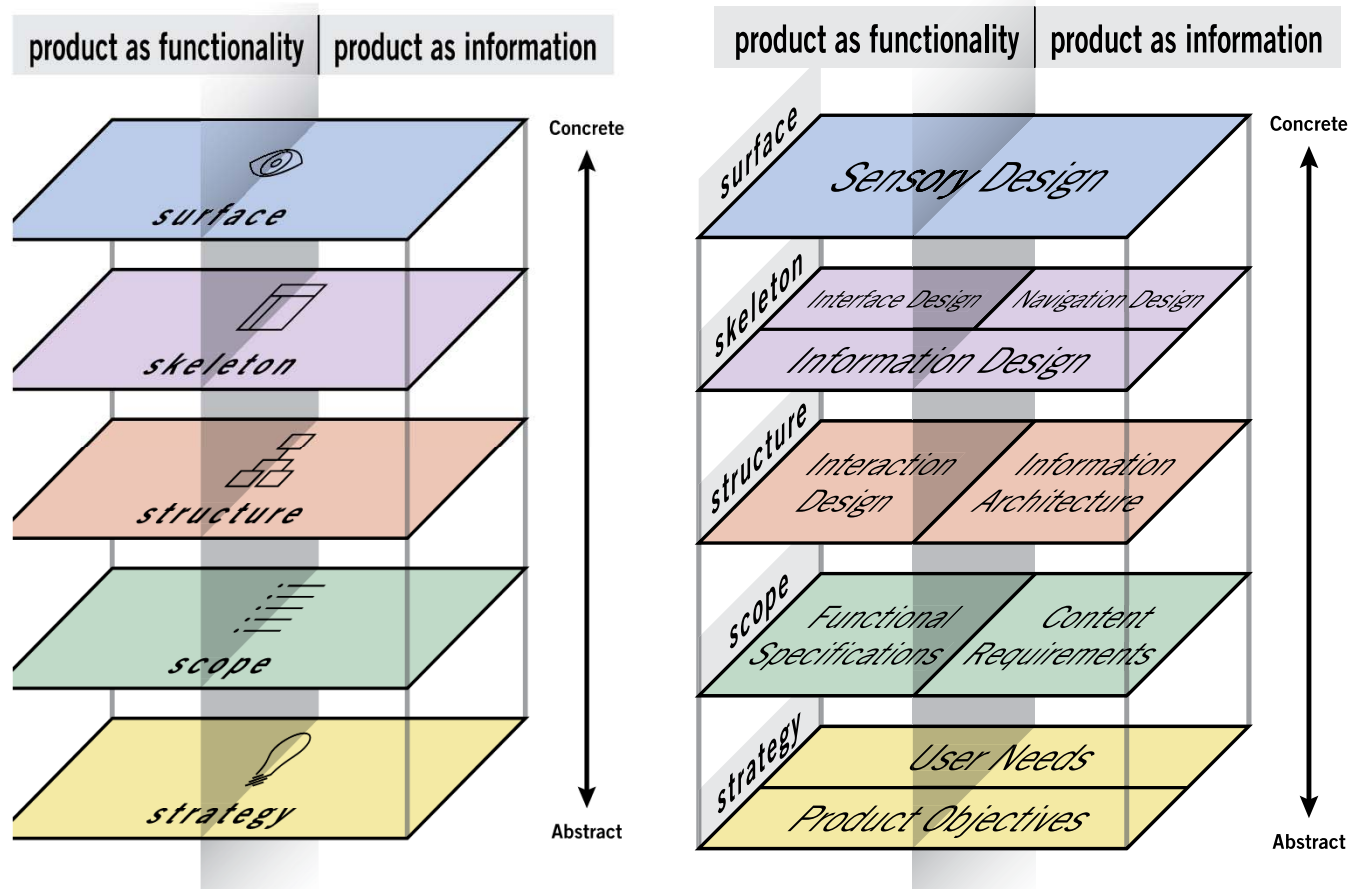 product as functionality
product as information
Concrete
surface
skeleton
structure
scope
strategy
Abstract
product as functionality
product as information
Concrete
surface
Sensory Design
skeleton
Interface Design
Navigation Design
Information Design
structure
Interaction
Design
Information
Architecture
scope
Functional
Specifications
Content
Requirements
strategy
User Needs
Product Objectives
Abstract